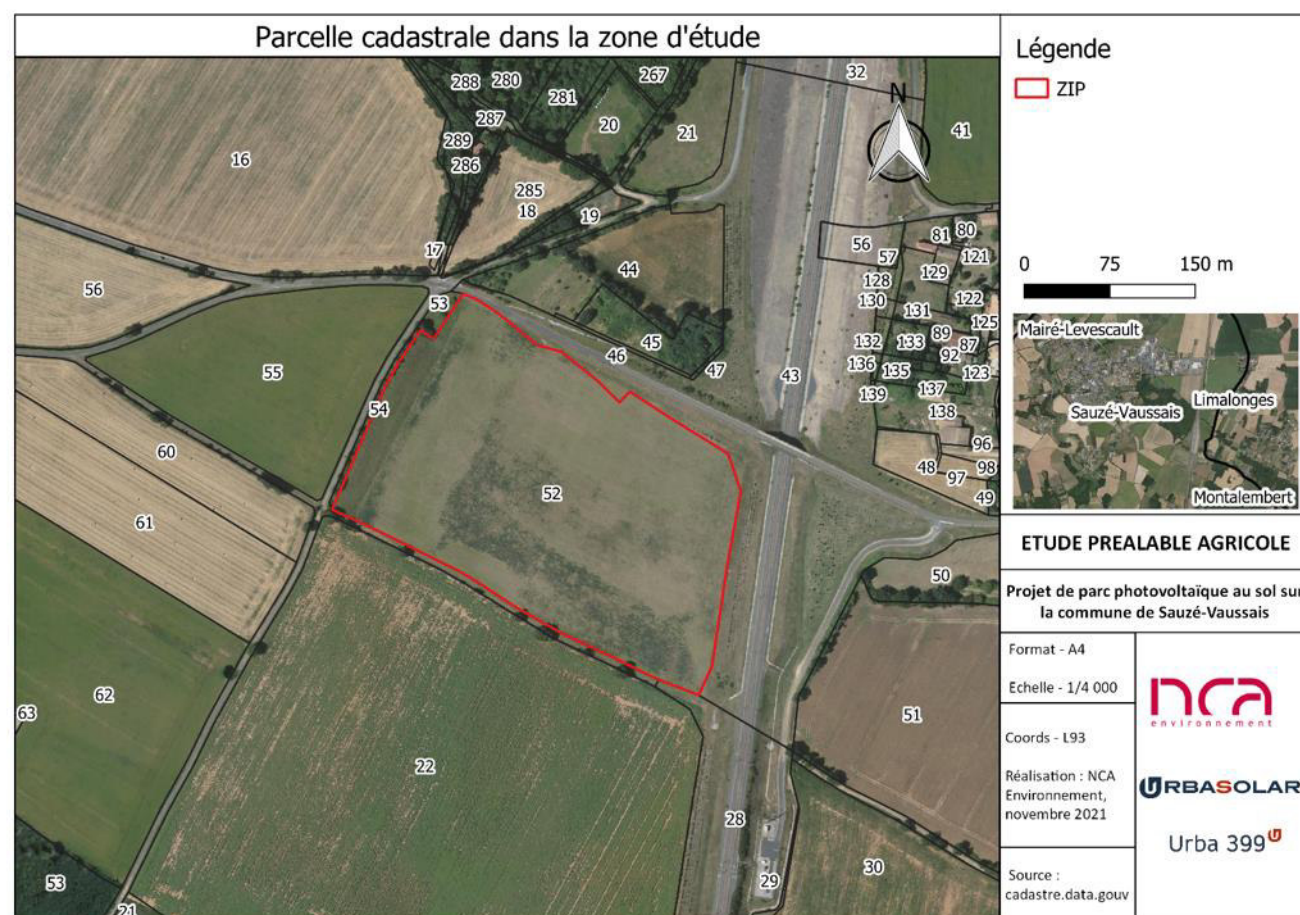 Parcelle cadastrale dans la zone d'étude
Légende
ZIP
0 75 150 m
N
288
280
267
32
281
287
20
21
41
289
286
16
285
18
19
17
56
81
80
57
121
44
129
128
56
130
122
53
131
125
132
133
89
87
46
45
92
136
135
47
43
123
55
137
139
54
138
60
96
48
98
97
52
49
61
50
62
63
51
22
28
30
53
29
21
Mairé-Levescault
Limalonges
Sauzé-Vaussais
Montalembert
ETUDE PREALABLE AGRICOLE
Projet de parc photovoltaïque au sol sur
la commune de Sauzé-Vaussais
Format - A4
Echelle - 1/4 000
Coords - L93
Réalisation : NCA
Environnement,
novembre 2021
Source :
cadastre.data.gouv
nca
environnement
URBASOLAR
Urba 399